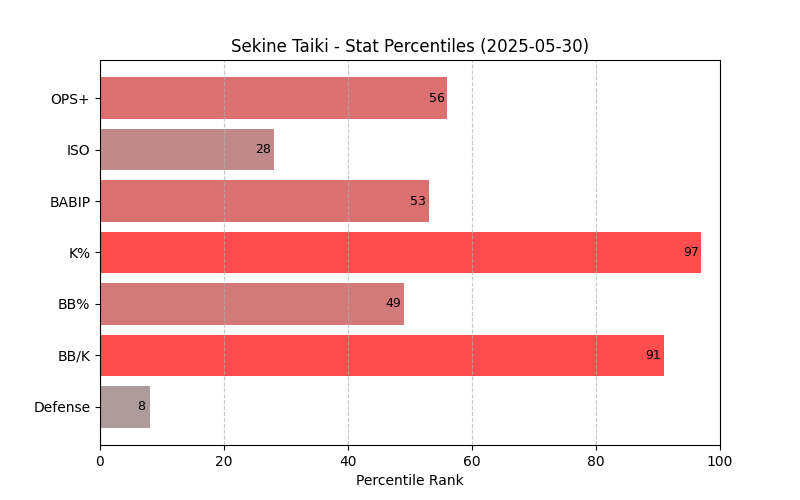 Sekine Taiki - Stat Percentiles (2025-05-30)
OPS+ 56
ISO 28
BABIP 53
K% 97
BB% 49
BB/K 91
Defense 8
0 20 40 60 80 100
Percentile Rank